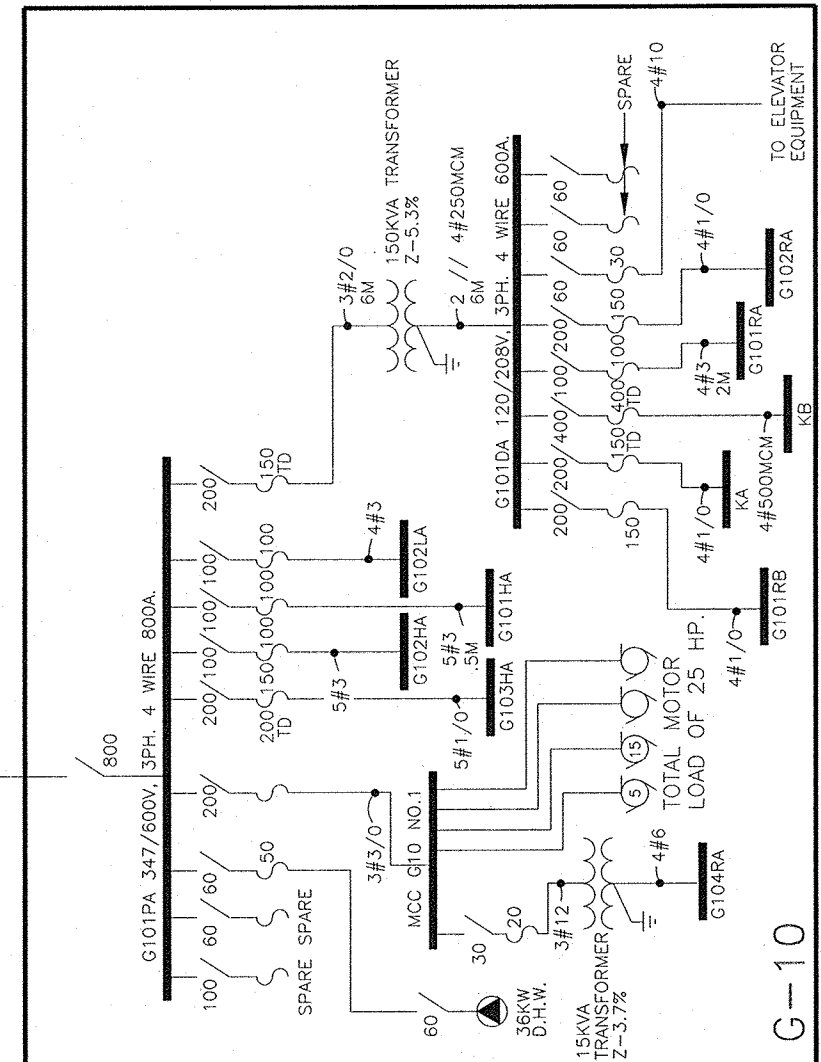 800
G101PA 347/600V, 3PH. 4 WIRE 800A.
100
60
60
200
200/100/100/100
200
SPARE SPARE
50
200
TD
150
100
100
150
TD
3#3/0
5#1/0
5#3
5#3
.5M
4#3
3#2/0
6M
150KVA TRANSFORMER
Z-5.3%
2 // 4#250MCM
6M
G103HA
G102HA
G101HA
G102LA
60
36KW
D.H.W.
MCC G10 NO.1
30
20
3#12
15KVA
TRANSFORMER
Z-3.7%
4#6
G104RA
5
15
TOTAL MOTOR
LOAD OF 25 HP.
G101DA 120/208V, 3PH. 4 WIRE 600A.
200/200/400/100/200/60
60
60
150
150
TD
400
TD
100
150
30
SPARE
4#10
TO ELEVATOR
EQUIPMENT
4#1/0
G101RB
4#1/0
KA
4#500MCM
KB
4#3
2M
G101RA
4#1/0
G102RA
G-10